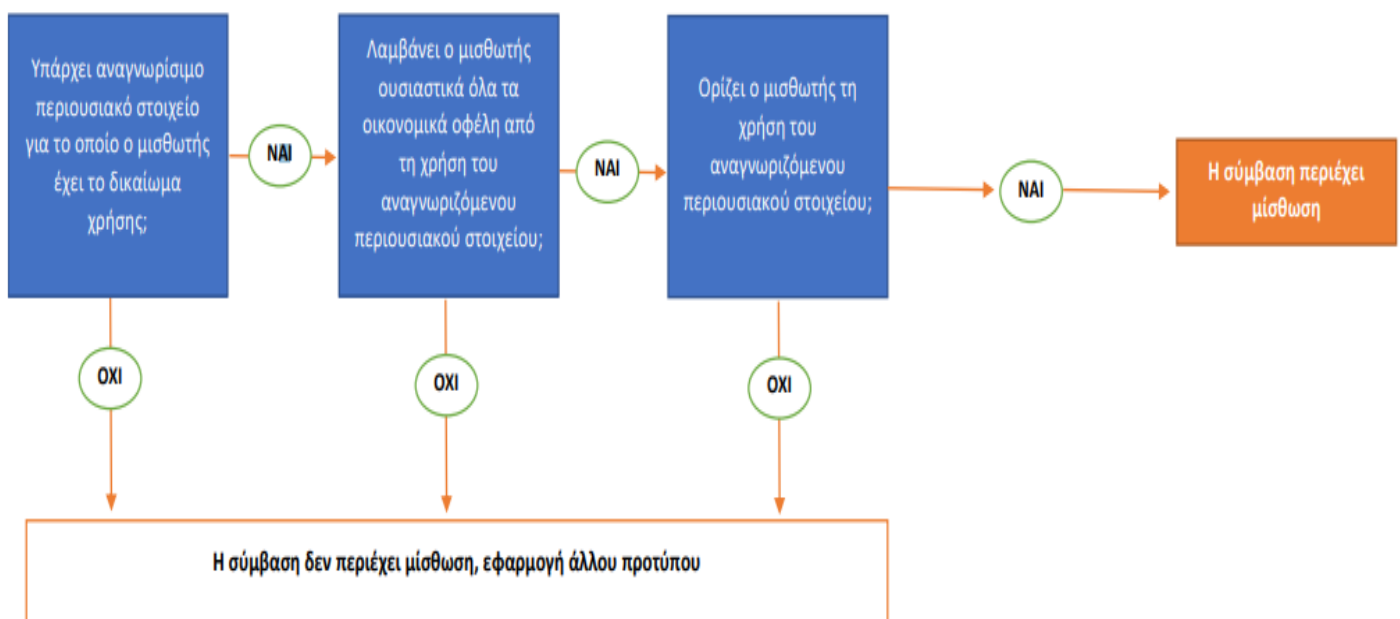 Υπάρχει αναγνωρίσιμο
περιουσιακό στοιχείο
για το οποίο ο μισθωτής
έχει το δικαίωμα
χρήσης;
ΝΑΙ
Λαμβάνει ο μισθωτής
ουσιαστικά όλα τα
οικονομικά οφέλη από
τη χρήση του
αναγνωριζόμενου
περιουσιακού στοιχείου;
ΝΑΙ
Ορίζει ο μισθωτής τη
χρήση του
αναγνωριζόμενου
περιουσιακού στοιχείου;
ΝΑΙ
Η σύμβαση περιέχει
μίσθωση
ΟΧΙ
ΟΧΙ
ΟΧΙ
Η σύμβαση δεν περιέχει μίσθωση, εφαρμογή άλλου προτύπου